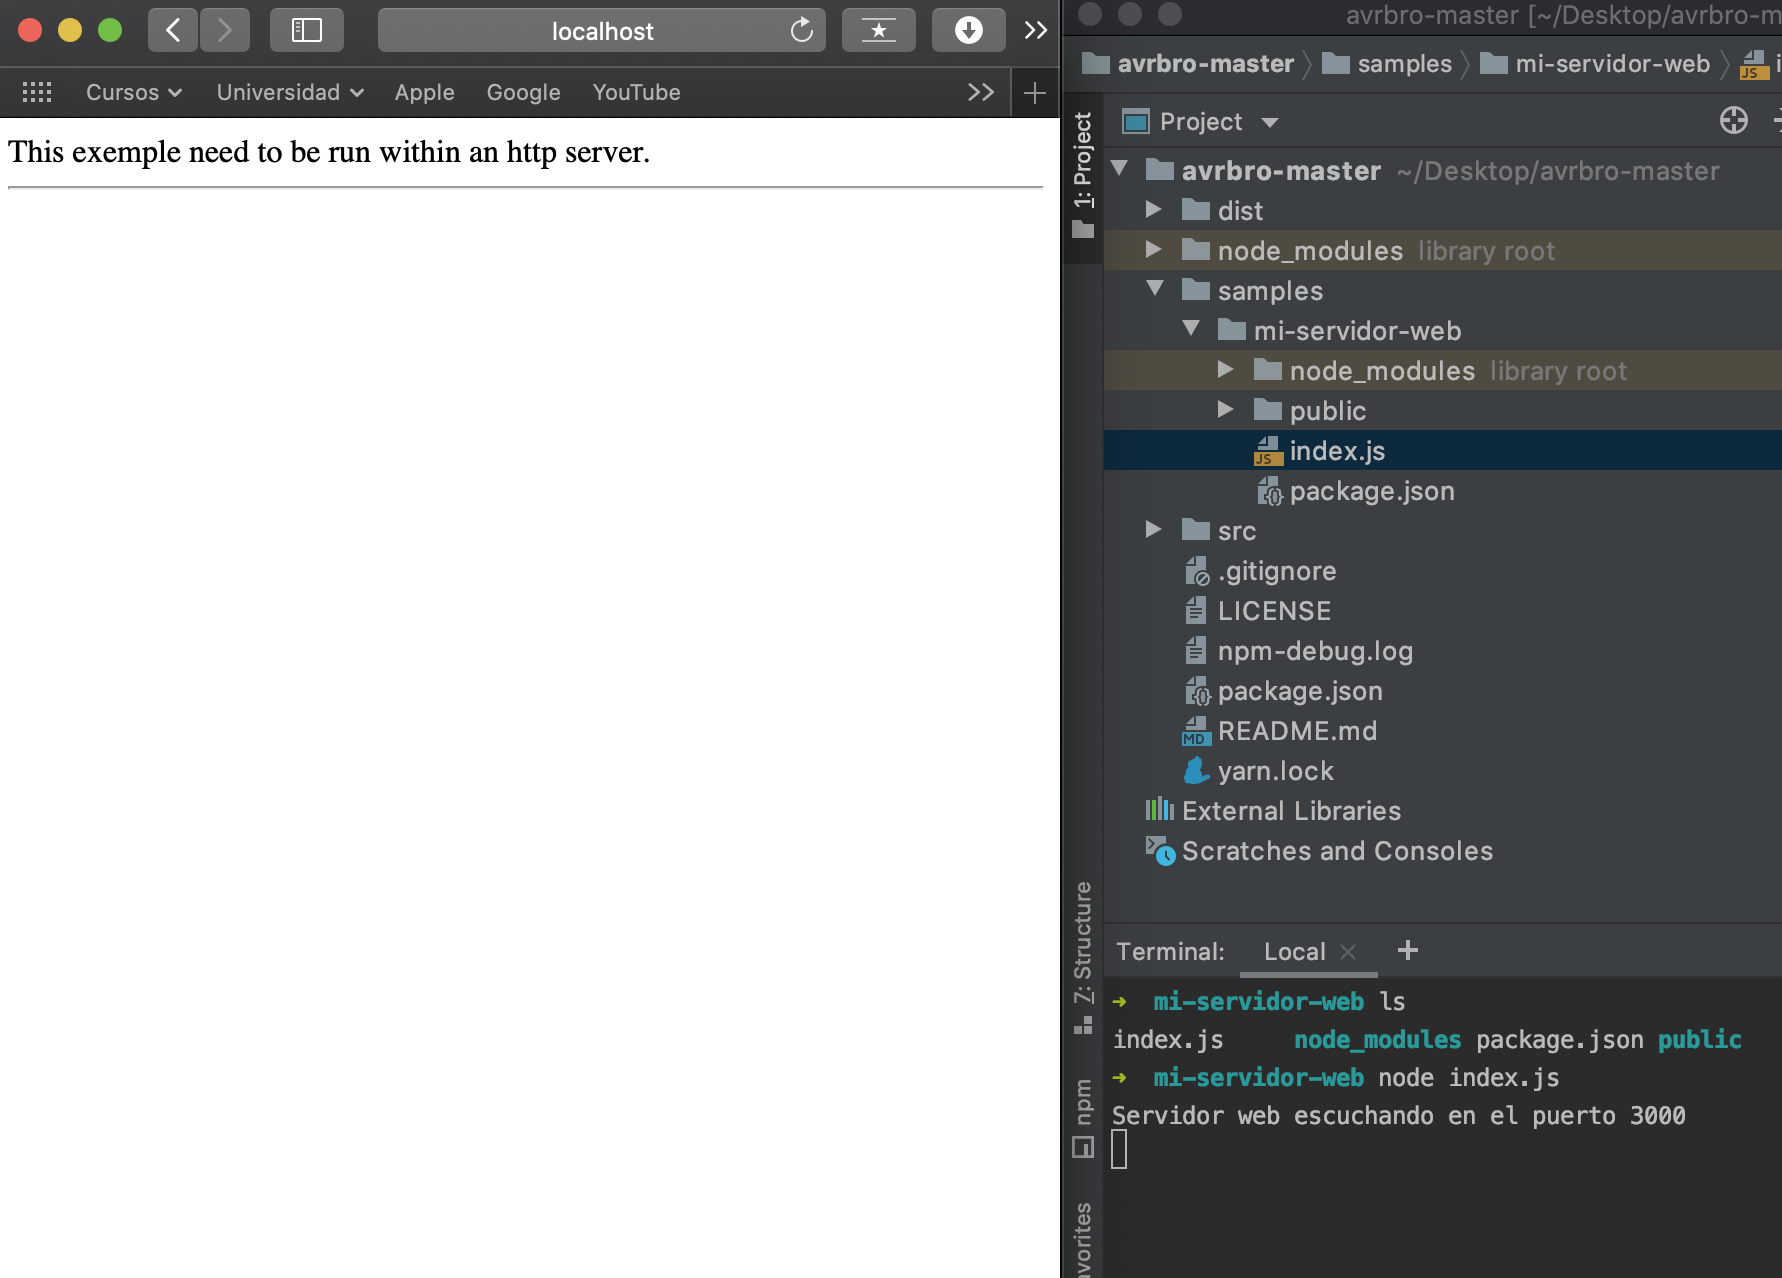 localhost
Cursos
Universidad
Apple
Google
YouTube
This exemple need to be run within an http server.
avrbro-master [~/Desktop/avrbro-m
avrbro-master
samples
mi-servidor-web
JS i
1: Project
Project
avrbro-master ~/Desktop/avrbro-master
dist
node_modules library root
samples
mi-servidor-web
node_modules library root
public
JS index.js
package.json
src
.gitignore
LICENSE
npm-debug.log
package.json
MD README.md
yarn.lock
External Libraries
Scratches and Consoles
7: Structure
npm
avorites
Terminal: Local
➜ mi-servidor-web ls
index.js node_modules package.json public
➜ mi-servidor-web node index.js
Servidor web escuchando en el puerto 3000